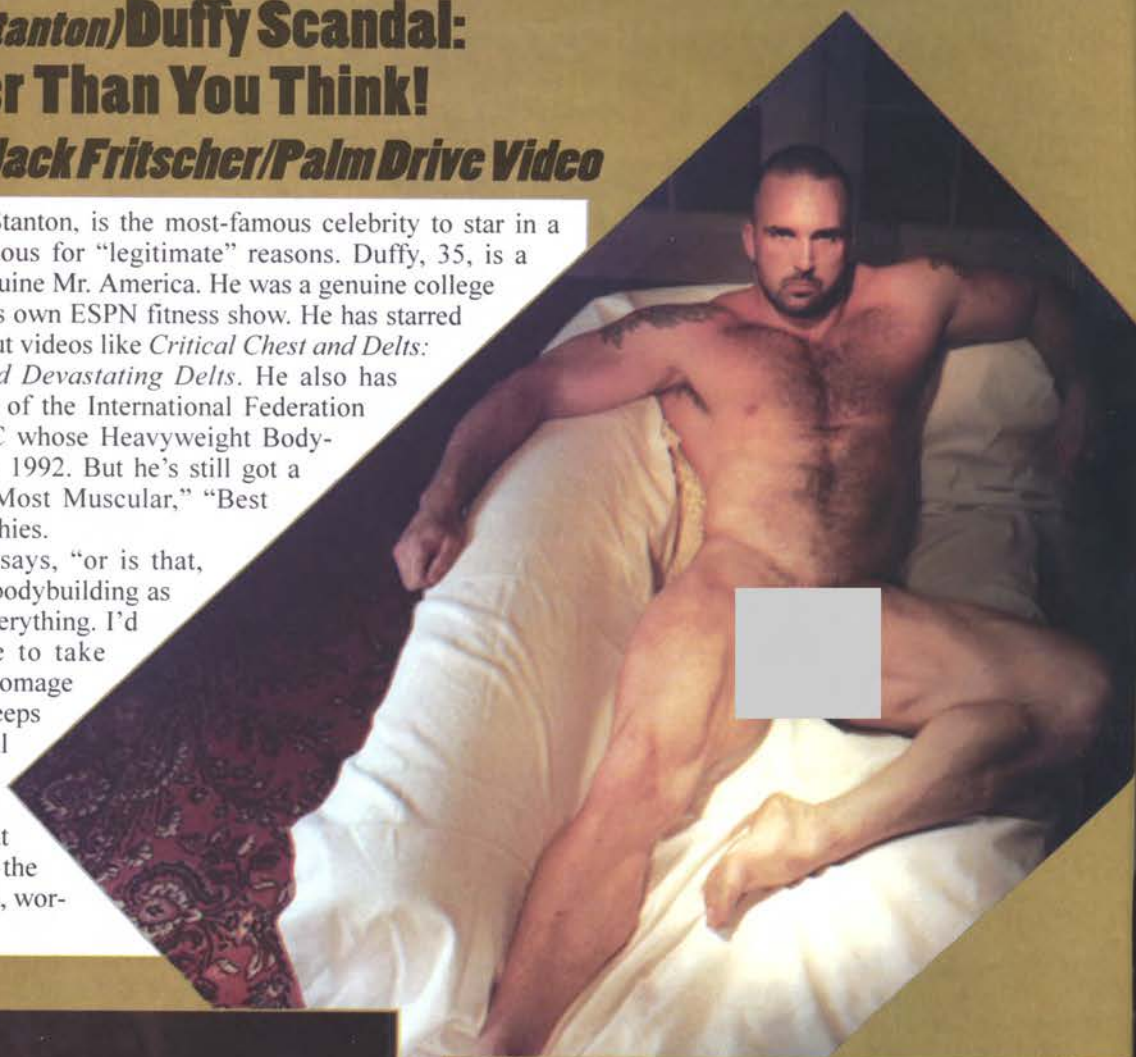 tanton)Duffy Scandal:
r Than You Think!
Jack Fritscher/Palm Drive Video
Stanton, is the most-famous celebrity to star in a
ous for “legitimate” reasons. Duffy, 35, is a
uine Mr. America. He was a genuine college
s own ESPN fitness show. He has starred
ut videos like Critical Chest and Delts:
d Devastating Delts. He also has
of the International Federation
C whose Heavyweight Body-
1992. But he’s still got a
Most Muscular,” “Best
hies.
says, “or is that,
bodybuilding as
erything. I’d
e to take
omage
eeps
l
t
the
, wor-